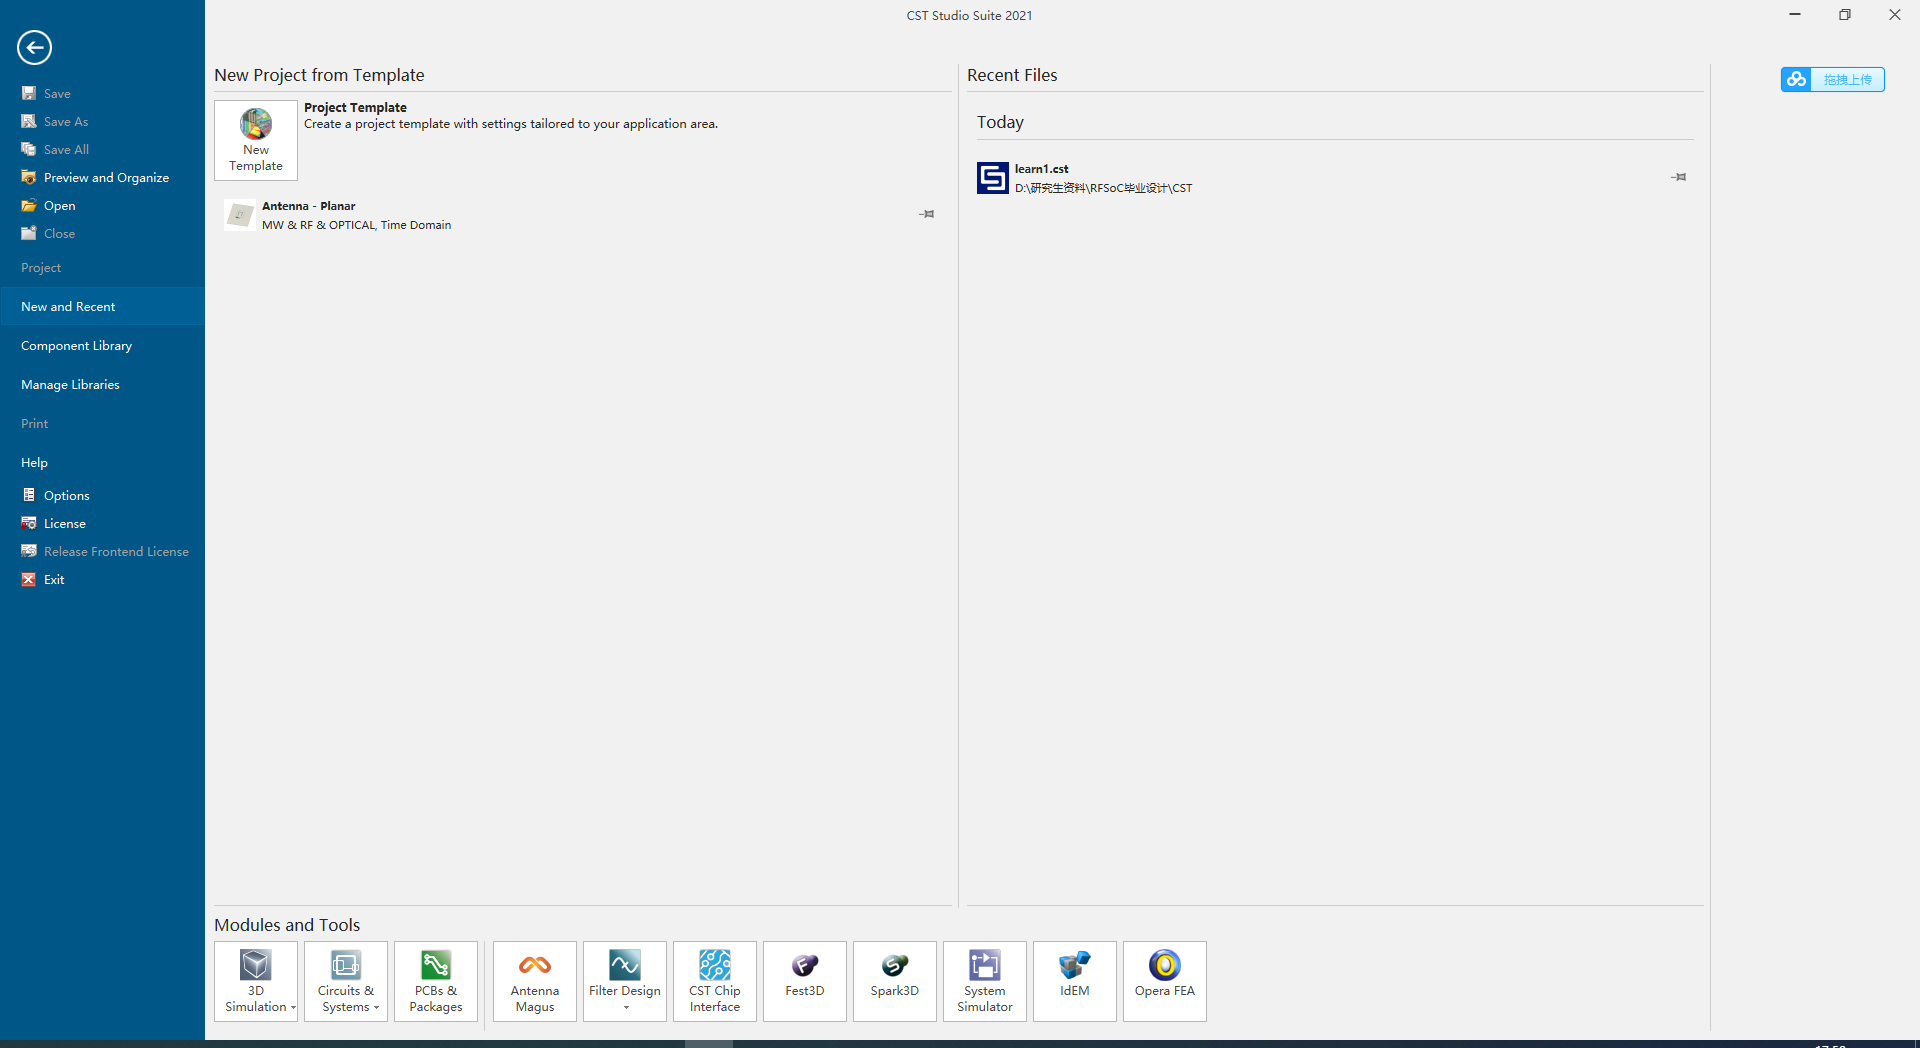 CST Studio Suite 2021
Save
Save As
Save All
Preview and Organize
Open
Close
Project
New and Recent
Component Library
Manage Libraries
Print
Help
Options
License
Release Frontend License
Exit
New Project from Template
New
Template
Project Template
Create a project template with settings tailored to your application area.
Antenna - Planar
MW & RF & OPTICAL, Time Domain
Recent Files
Today
learn1.cst
D:\研究生资料\RFSoC毕业设计\CST
拖拽上传
Modules and Tools
3D
Simulation
Circuits &
Systems
PCBs &
Packages
Antenna
Magus
Filter Design
CST Chip
Interface
Fest3D
Spark3D
System
Simulator
IdEM
Opera FEA